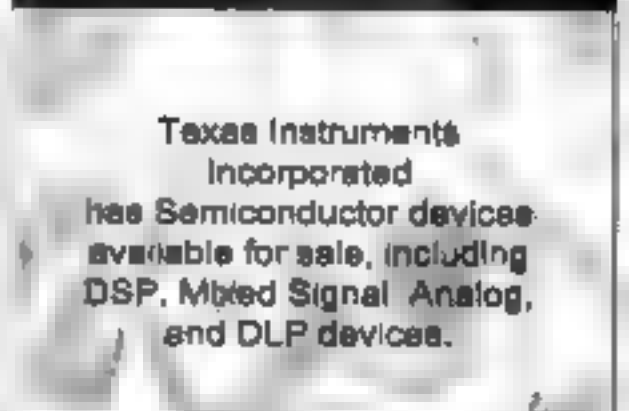 Texas Instruments
Incorporated
has Semiconductor devices
available for sale, including
DSP, Mixed Signal Analog,
and DLP devices.